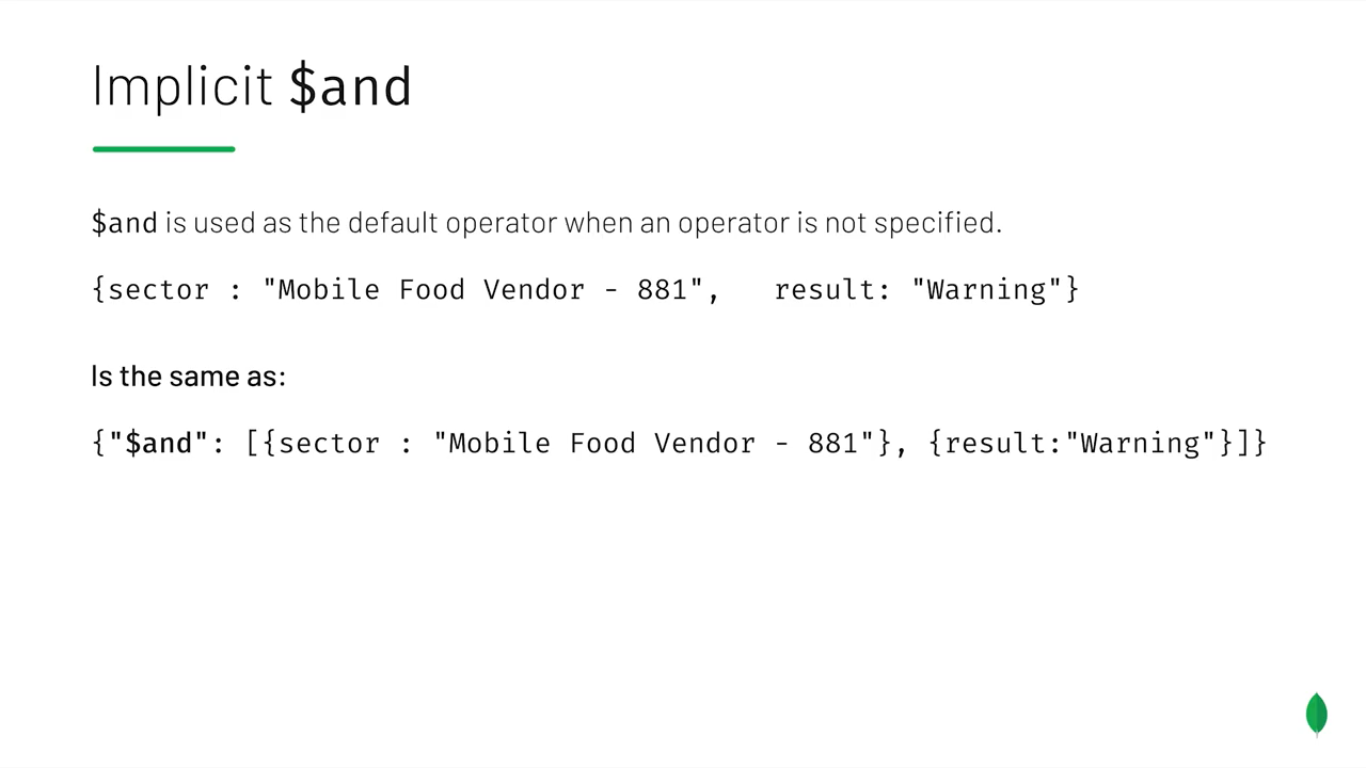 Implicit $and
$and is used as the default operator when an operator is not specified.
{sector : "Mobile Food Vendor - 881",   result: "Warning"}
Is the same as:
{"$and": [{sector : "Mobile Food Vendor - 881"}, {result:"Warning"}]}